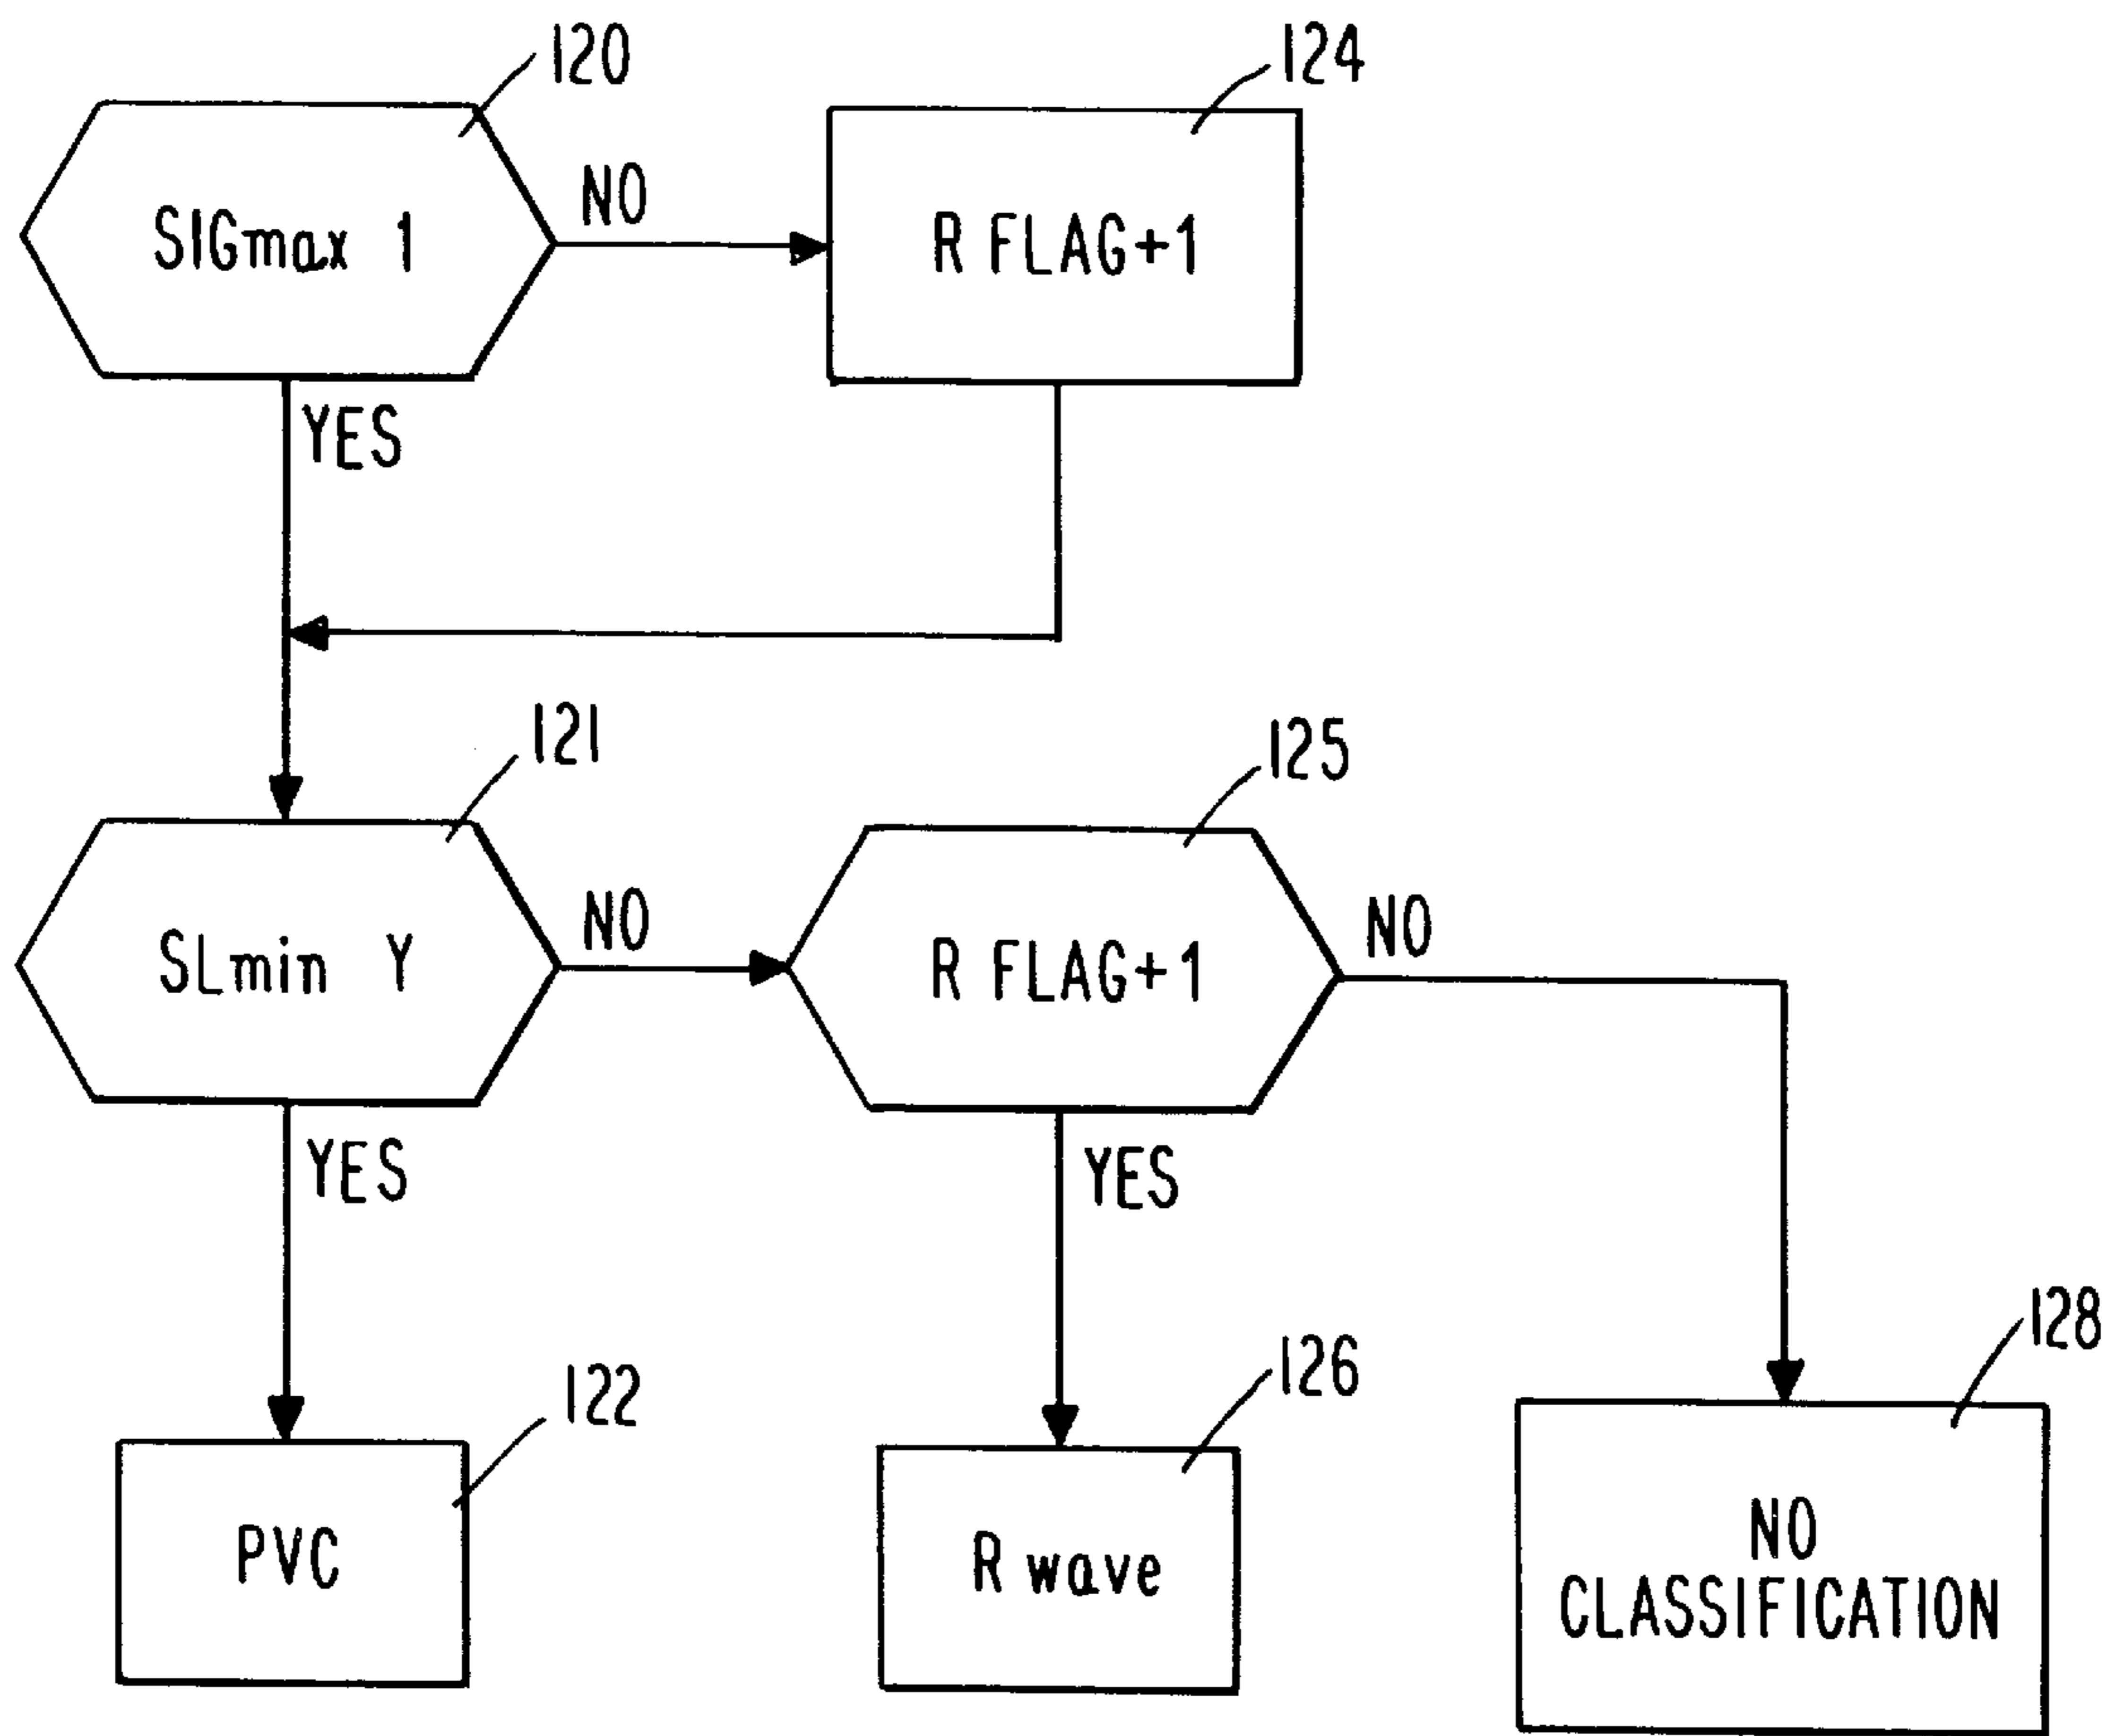 120
124
SIGmax 1
NO
R FLAG+1
YES
121
125
SLmin Y
NO
R FLAG+1
NO
YES
YES
122
126
128
PVC
R wave
NO
CLASSIFICATION